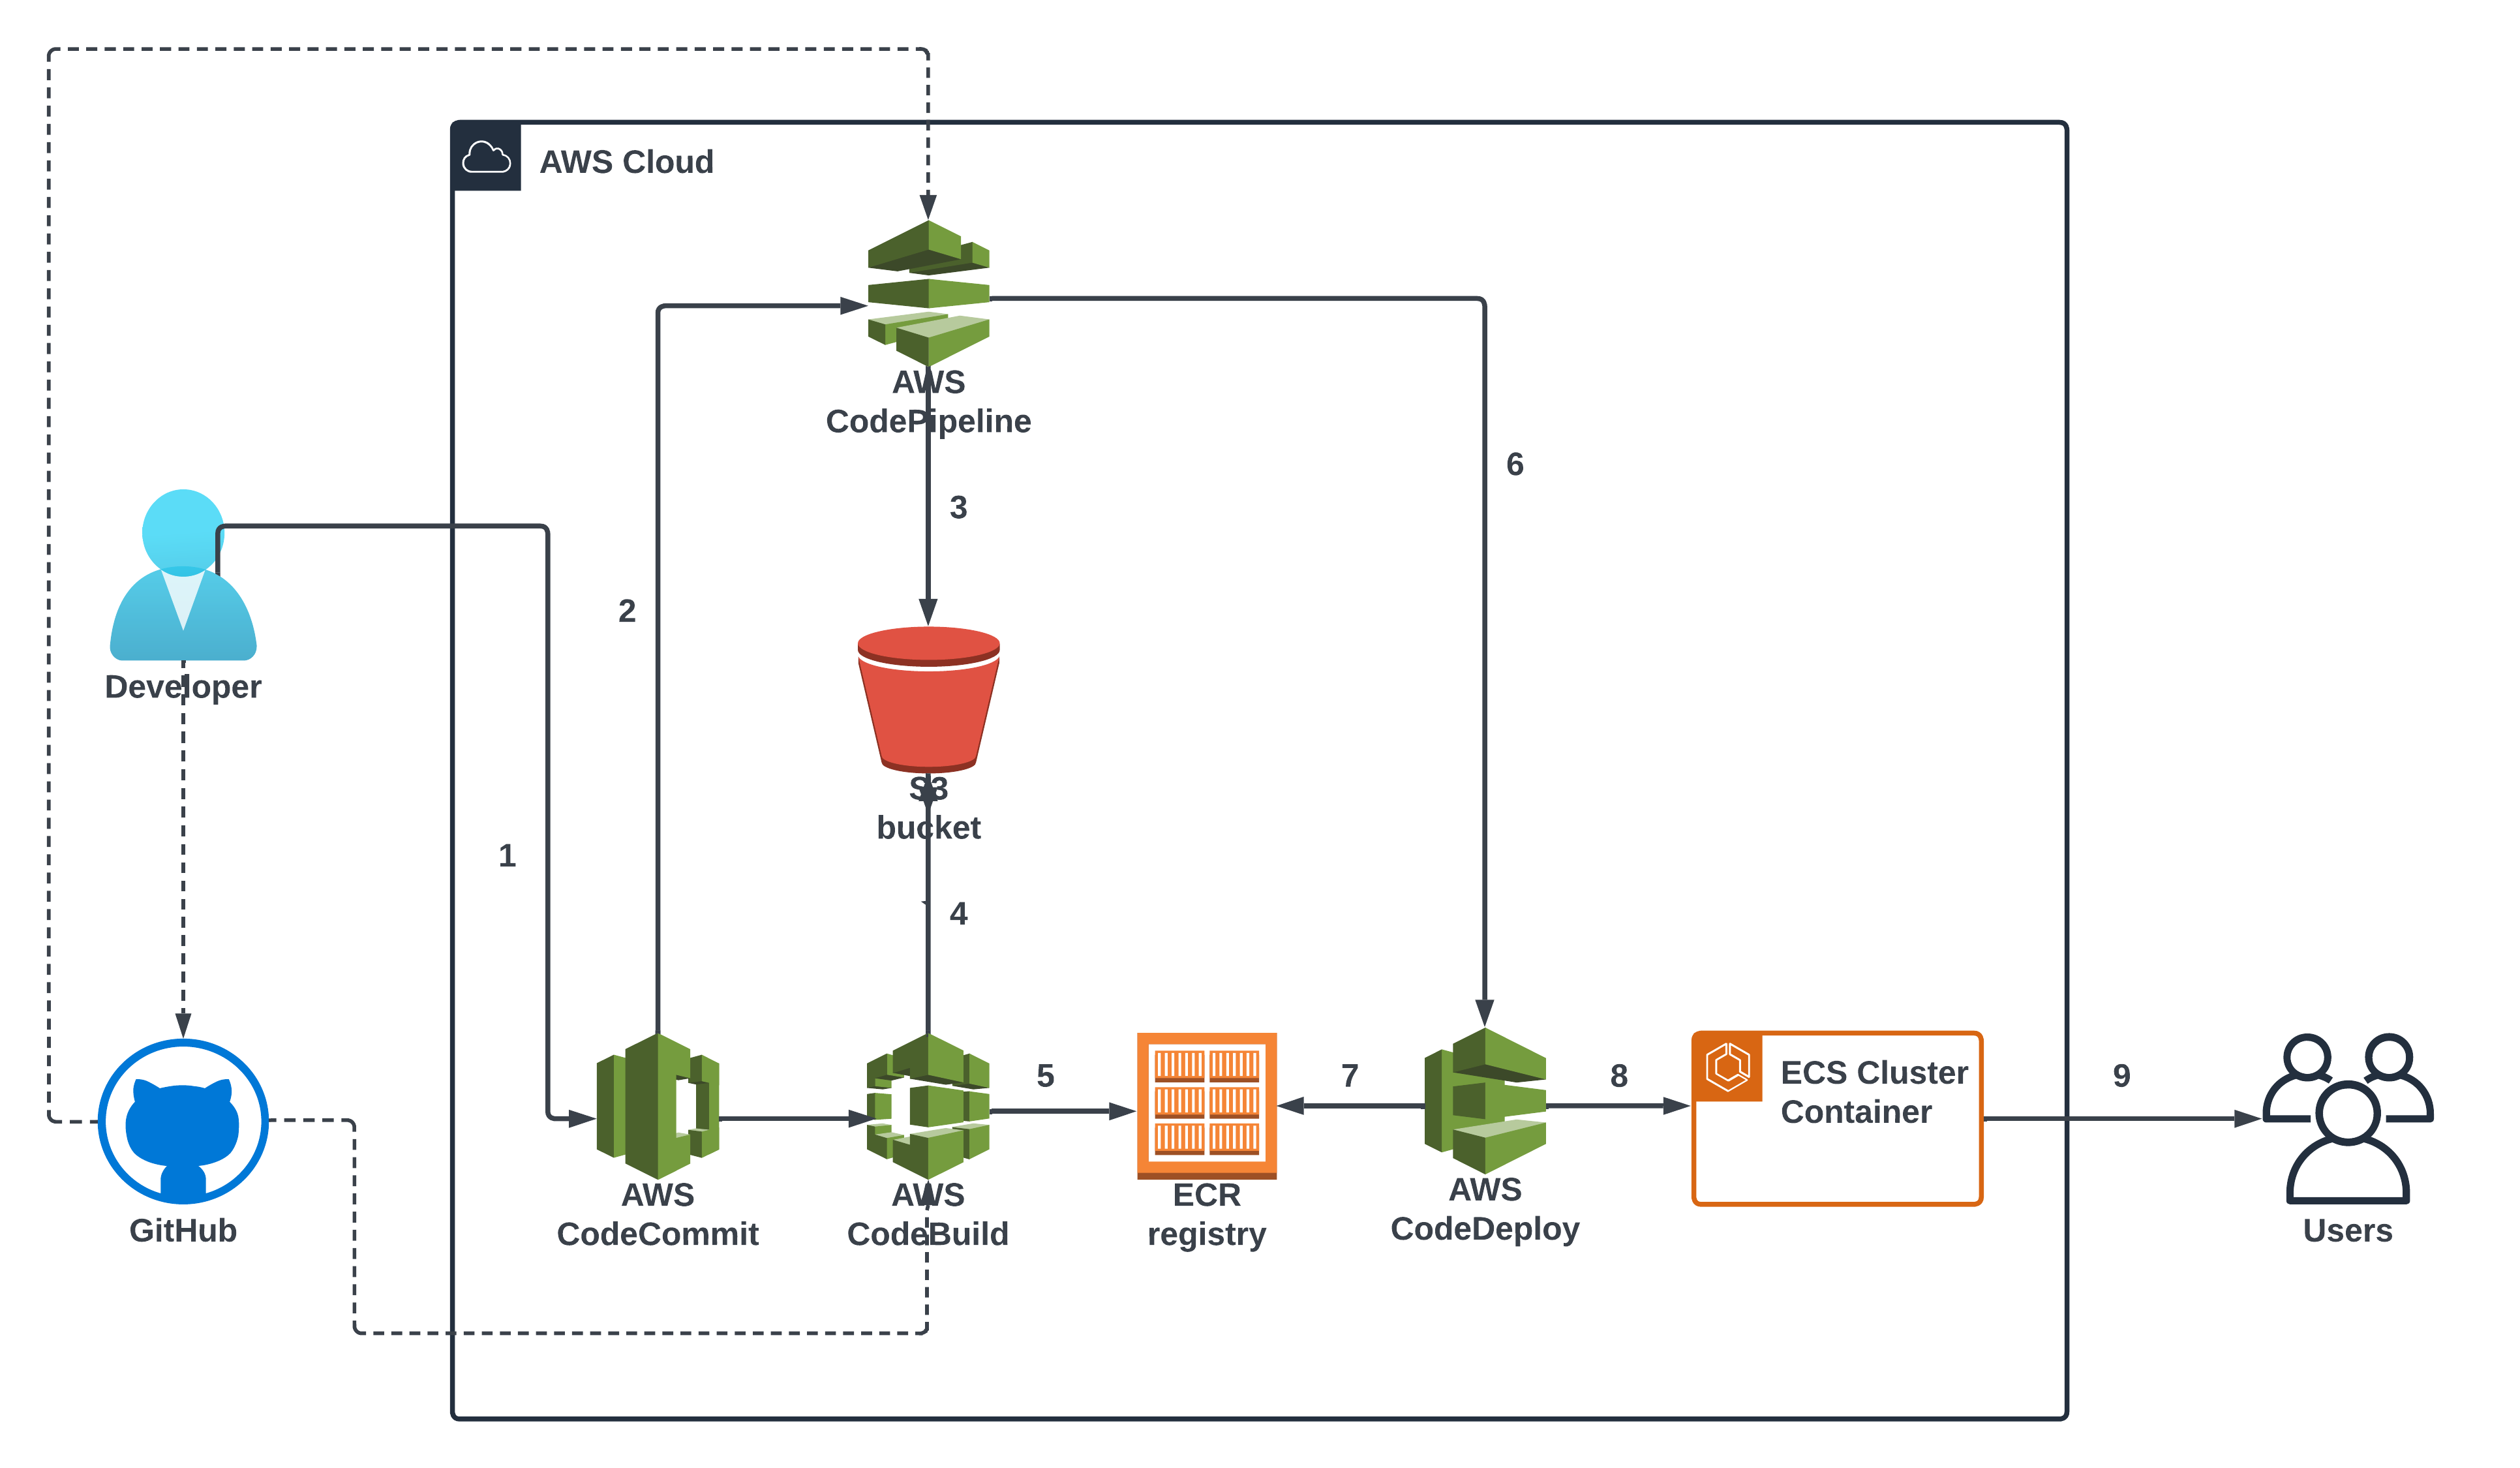 AWS Cloud
AWS
CodePipeline
6
3
2
Developer
S3
bucket
1
4
5
7
8
ECS Cluster
Container
9
AWS
CodeCommit
AWS
CodeBuild
ECR
registry
AWS
CodeDeploy
GitHub
Users